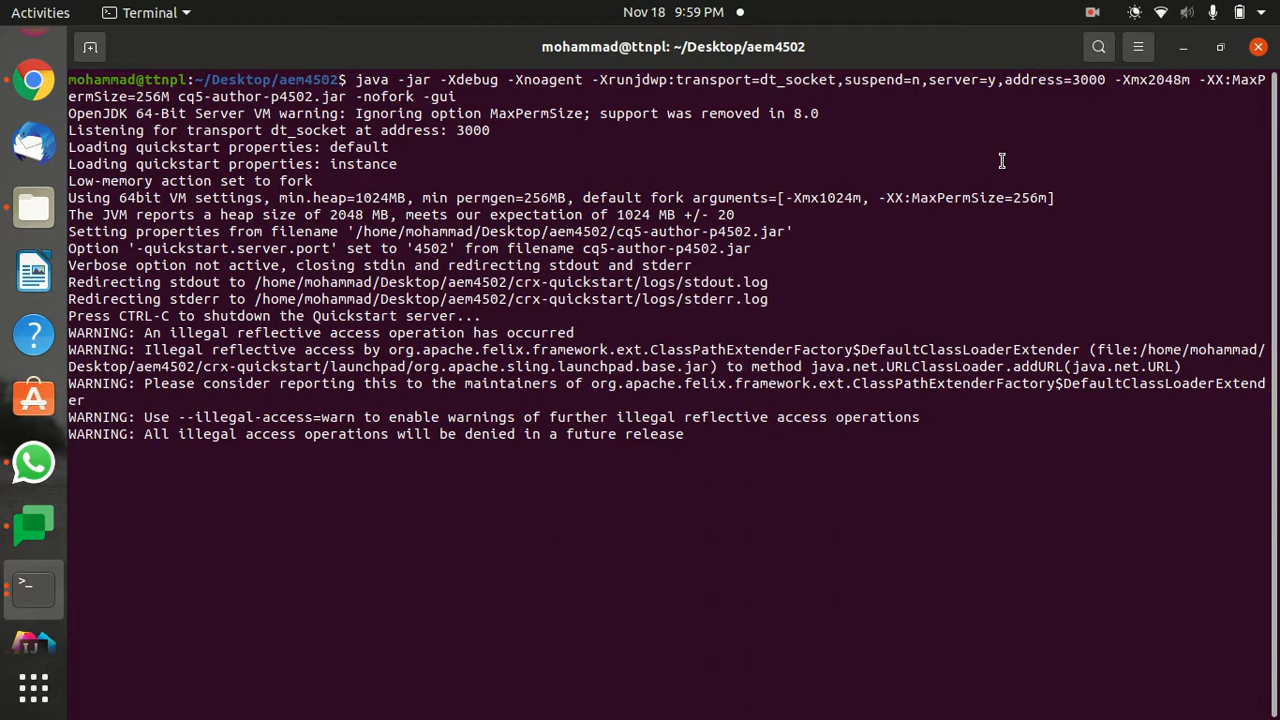 Activities
Terminal
Nov 18 9:59 PM
mohammad@ttnpl: ~/Desktop/aem4502
mohammad@ttnpl:~/Desktop/aem4502$ java -jar -Xdebug -Xnoagent -Xrunjdwp:transport=dt_socket,suspend=n,server=y,address=3000 -Xmx2048m -XX:MaxP
ermSize=256M cq5-author-p4502.jar -nofork -gui
OpenJDK 64-Bit Server VM warning: Ignoring option MaxPermSize; support was removed in 8.0
Listening for transport dt_socket at address: 3000
Loading quickstart properties: default
Loading quickstart properties: instance
Low-memory action set to fork
Using 64bit VM settings, min.heap=1024MB, min permgen=256MB, default fork arguments=[-Xmx1024m, -XX:MaxPermSize=256m]
The JVM reports a heap size of 2048 MB, meets our expectation of 1024 MB +/- 20
Setting properties from filename '/home/mohammad/Desktop/aem4502/cq5-author-p4502.jar'
Option '-quickstart.server.port' set to '4502' from filename cq5-author-p4502.jar
Verbose option not active, closing stdin and redirecting stdout and stderr
Redirecting stdout to /home/mohammad/Desktop/aem4502/crx-quickstart/logs/stdout.log
Redirecting stderr to /home/mohammad/Desktop/aem4502/crx-quickstart/logs/stderr.log
Press CTRL-C to shutdown the Quickstart server...
WARNING: An illegal reflective access operation has occurred
WARNING: Illegal reflective access by org.apache.felix.framework.ext.ClassPathExtenderFactory$DefaultClassLoaderExtender (file:/home/mohammad/
Desktop/aem4502/crx-quickstart/launchpad/org.apache.sling.launchpad.base.jar) to method java.net.URLClassLoader.addURL(java.net.URL)
WARNING: Please consider reporting this to the maintainers of org.apache.felix.framework.ext.ClassPathExtenderFactory$DefaultClassLoaderExtend
er
WARNING: Use --illegal-access=warn to enable warnings of further illegal reflective access operations
WARNING: All illegal access operations will be denied in a future release
>_
IJ